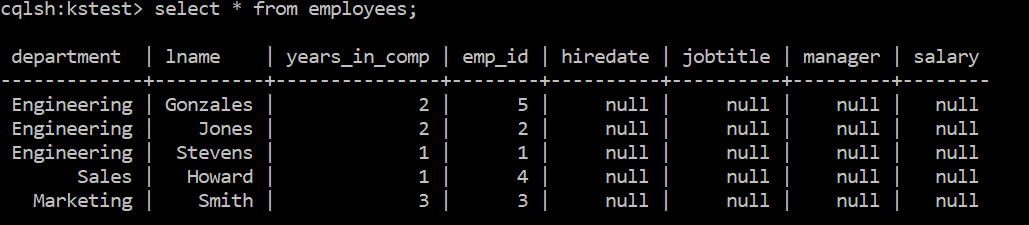 cqlsh:kstest> select * from employees;
 department  | lname    | years_in_comp | emp_id | hiredate | jobtitle | manager | salary
-------------+----------+---------------+--------+----------+----------+---------+--------
 Engineering | Gonzales |             2 |      5 |     null |     null |    null |   null
 Engineering |    Jones |             2 |      2 |     null |     null |    null |   null
 Engineering |  Stevens |             1 |      1 |     null |     null |    null |   null
       Sales |   Howard |             1 |      4 |     null |     null |    null |   null
   Marketing |    Smith |             3 |      3 |     null |     null |    null |   null